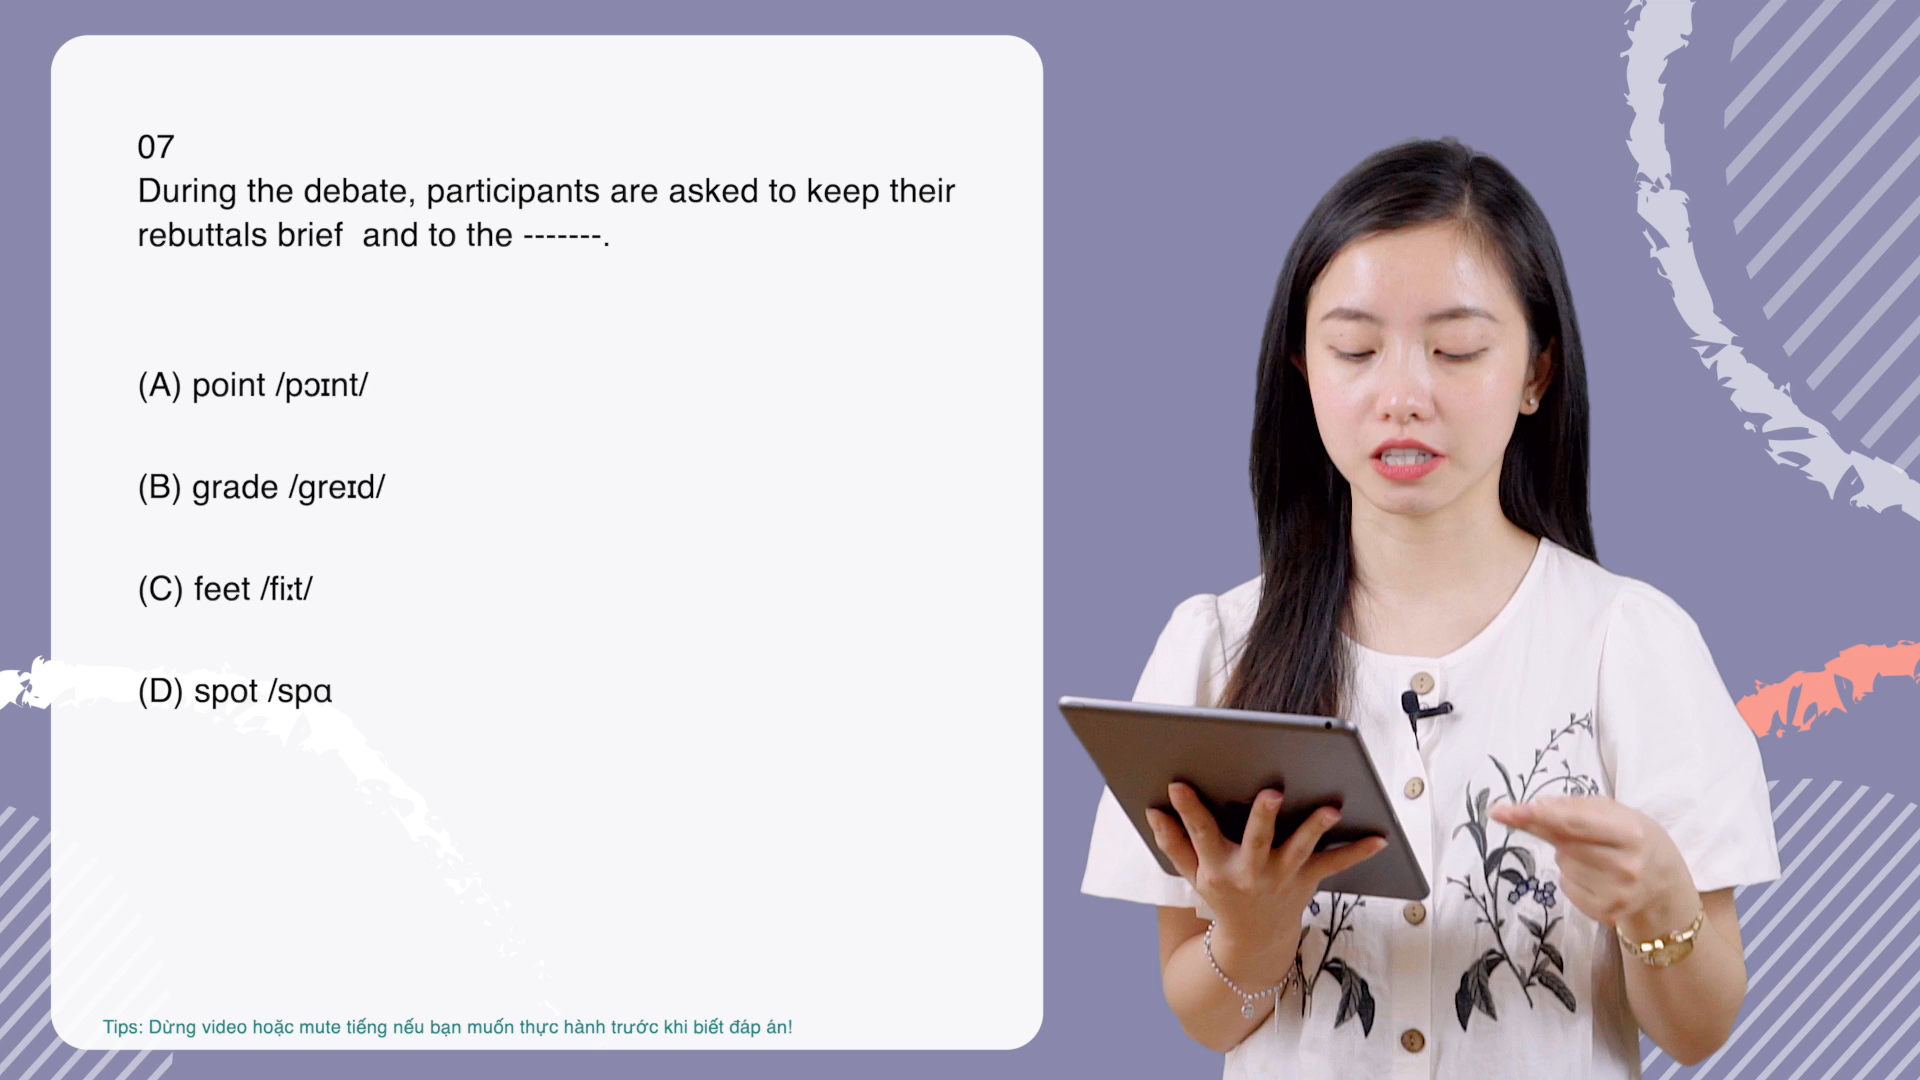 07
During the debate, participants are asked to keep their
rebuttals brief  and to the -------.
(A) point /pɔɪnt/
(B) grade /greɪd/
(C) feet /fiːt/
(D) spot /spɑ
Tips: Dừng video hoặc mute tiếng nếu bạn muốn thực hành trước khi biết đáp án!